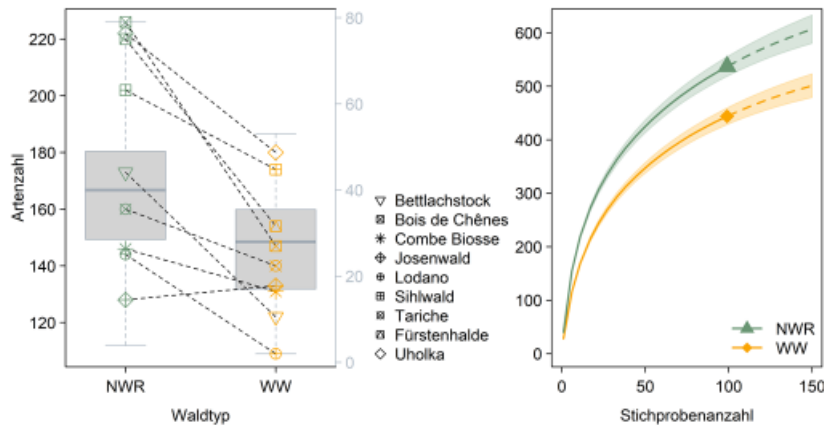 220
200
180
160
140
120
Artenzahl
80
60
40
20
0
NWR
WW
Waldtyp
Bettlachstock
Bois de Chênes
Combe Biosse
Josenwald
Lodano
Sihlwald
Tariche
Fürstenhalde
Uholka
600
500
400
300
200
100
0
NWR
WW
0
50
100
150
Stichprobenanzahl